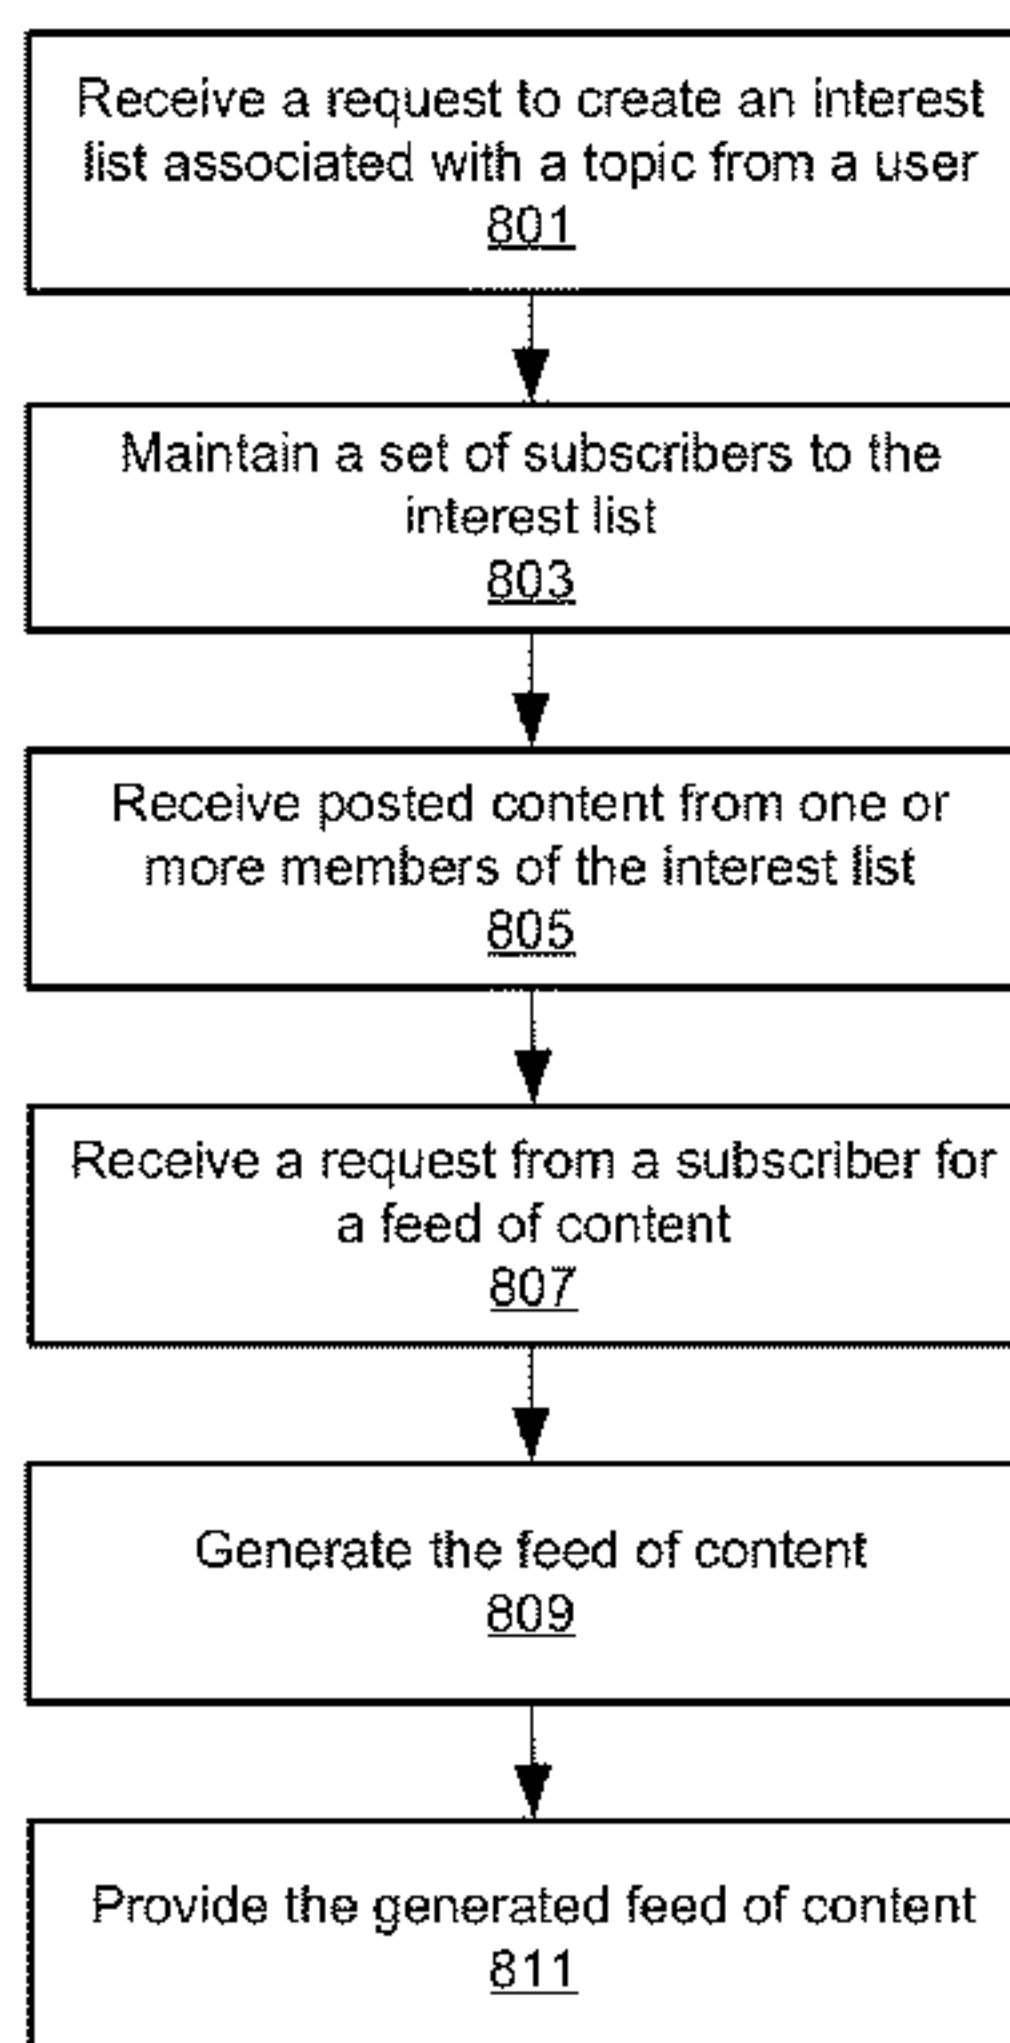 Receive a request to create an interest
list associated with a topic from a user
801
Maintain a set of subscribers to the
interest list
803
Receive posted content from one or
more members of the interest list
805
Receive a request from a subscriber for
a feed of content
807
Generate the feed of content
809
Provide the generated feed of content
811